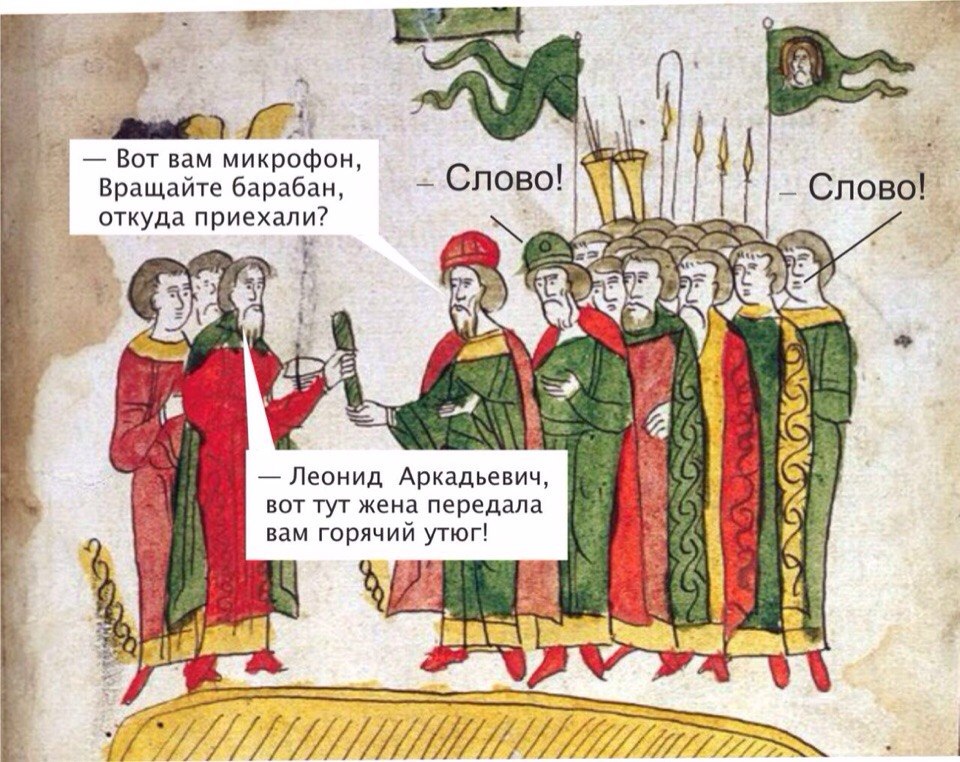 — Вот вам микрофон,
Вращайте барабан,
откуда приехали?
– Слово!
– Слово!
— Леонид Аркадьевич,
вот тут жена передала
вам горячий утюг!